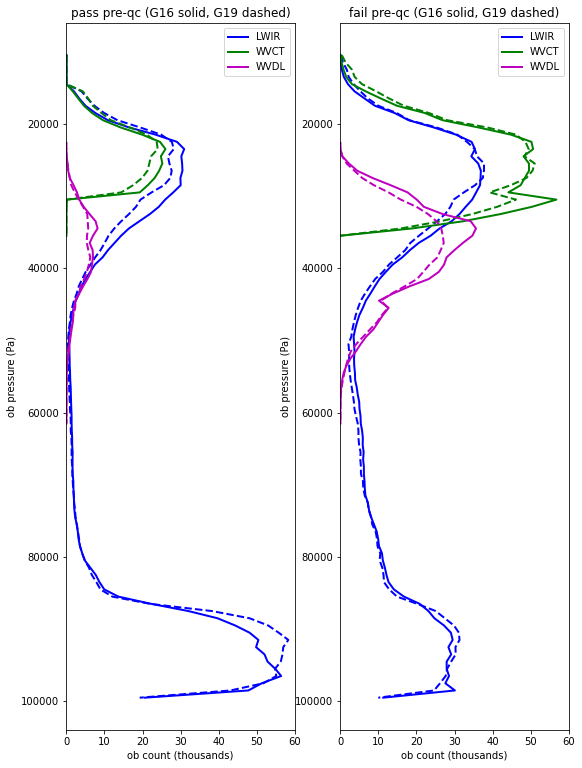 pass pre-qc (G16 solid, G19 dashed)
LWIR
WVCT
WVDL
20000
40000
60000
80000
100000
ob pressure (Pa)
0 10 20 30 40 50 60
ob count (thousands)
fail pre-qc (G16 solid, G19 dashed)
LWIR
WVCT
WVDL
20000
40000
60000
80000
100000
ob pressure (Pa)
0 10 20 30 40 50 60
ob count (thousands)